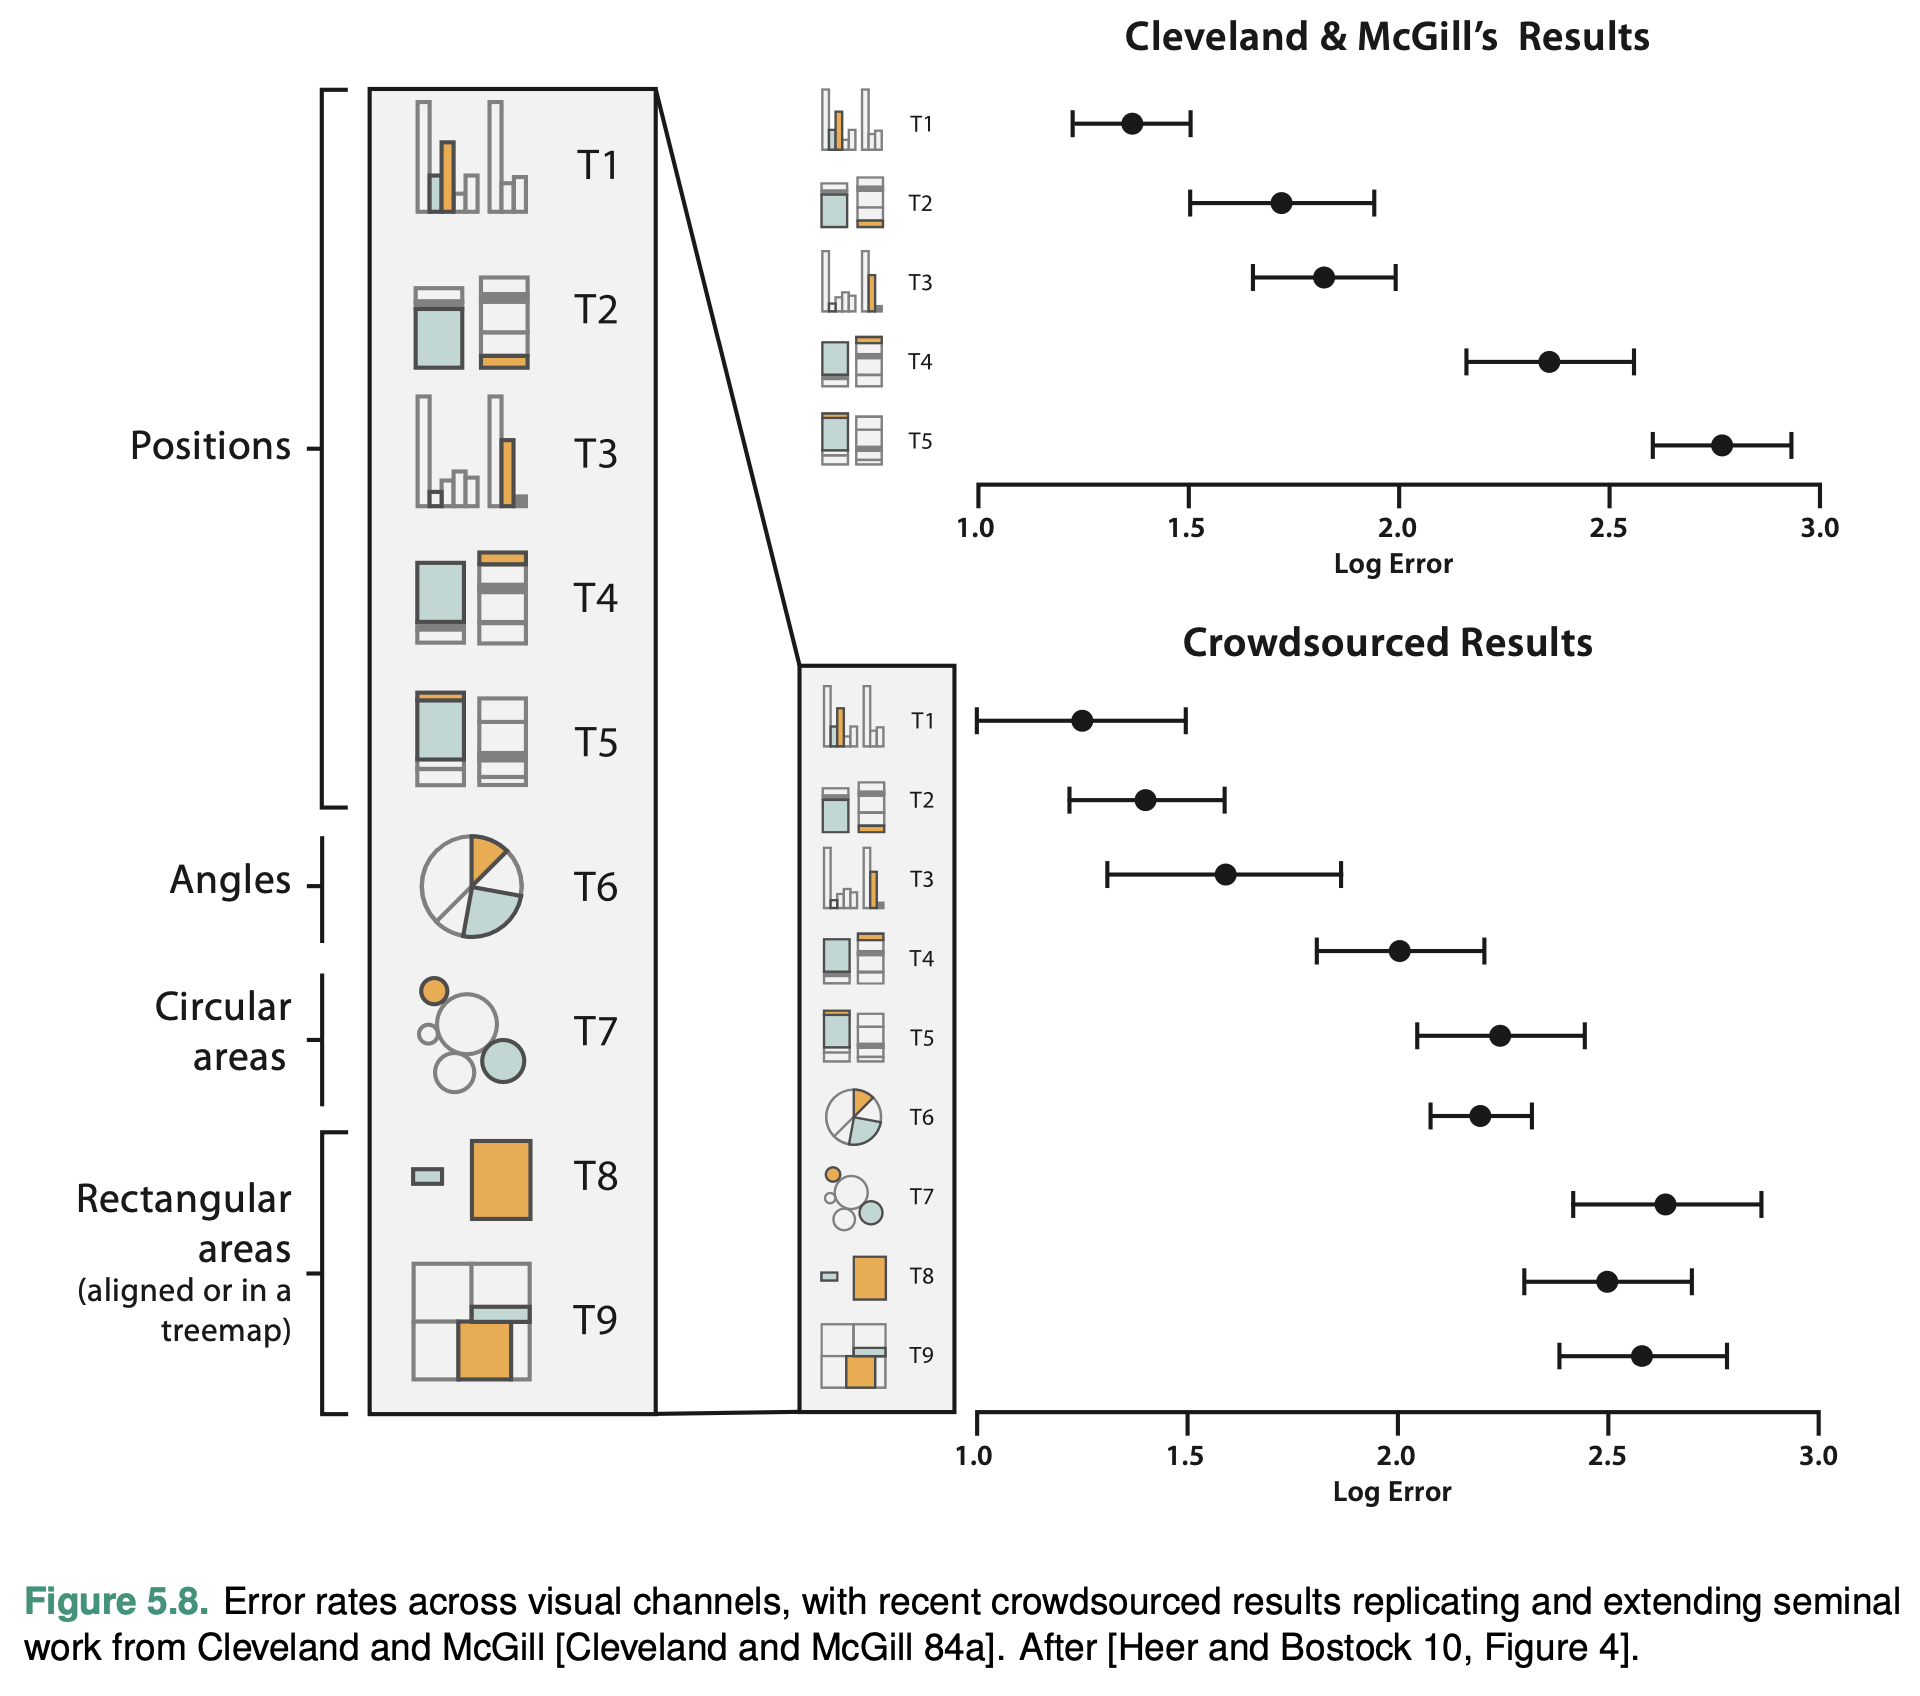 Positions
Angles
Circular
areas
Rectangular
areas
(aligned or in a
treemap)
T1
T2
T3
T4
T5
T6
T7
T8
T9
Cleveland & McGill’s Results
T1
T2
T3
T4
T5
1.0 1.5 2.0 2.5 3.0
Log Error
Crowdsourced Results
T1
T2
T3
T4
T5
T6
T7
T8
T9
1.0 1.5 2.0 2.5 3.0
Log Error
Figure 5.8. Error rates across visual channels, with recent crowdsourced results replicating and extending seminal
work from Cleveland and McGill [Cleveland and McGill 84a]. After [Heer and Bostock 10, Figure 4].